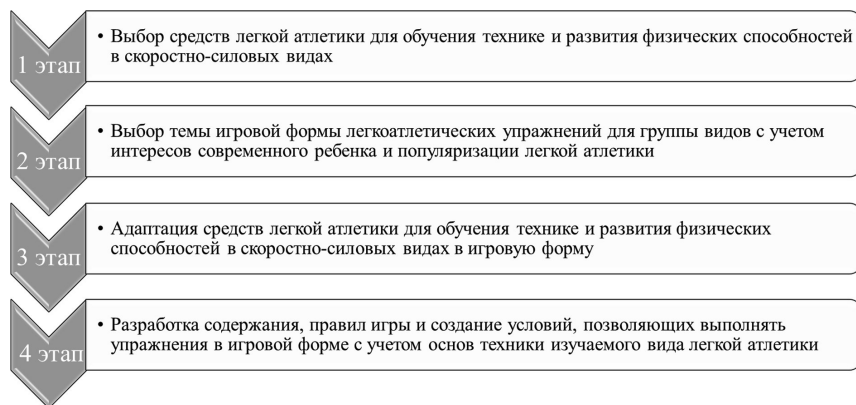 1 этап
• Выбор средств легкой атлетики для обучения технике и развития физических способностей
в скоростно-силовых видах
2 этап
• Выбор темы игровой формы легкоатлетических упражнений для группы видов с учетом
интересов современного ребенка и популяризации легкой атлетики
3 этап
• Адаптация средств легкой атлетики для обучения технике и развития физических
способностей в скоростно-силовых видах в игровую форму
4 этап
• Разработка содержания, правил игры и создание условий, позволяющих выполнять
упражнения в игровой форме с учетом основ техники изучаемого вида легкой атлетики